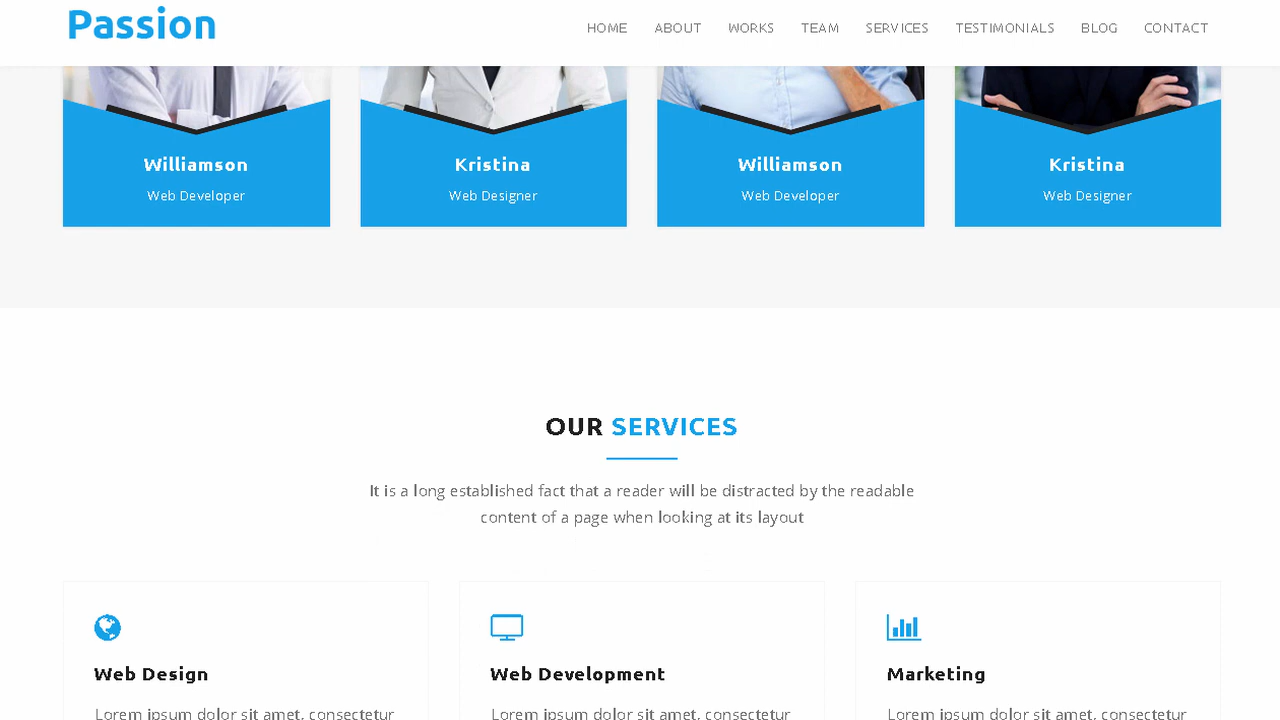 Passion
HOME ABOUT WORKS TEAM SERVICES TESTIMONIALS BLOG CONTACT
Williamson
Web Developer
Kristina
Web Designer
Williamson
Web Developer
Kristina
Web Designer
OUR SERVICES
It is a long established fact that a reader will be distracted by the readable
content of a page when looking at its layout
Web Design
Lorem ipsum dolor sit amet, consectetur
Web Development
Lorem ipsum dolor sit amet, consectetur
Marketing
Lorem ipsum dolor sit amet, consectetur